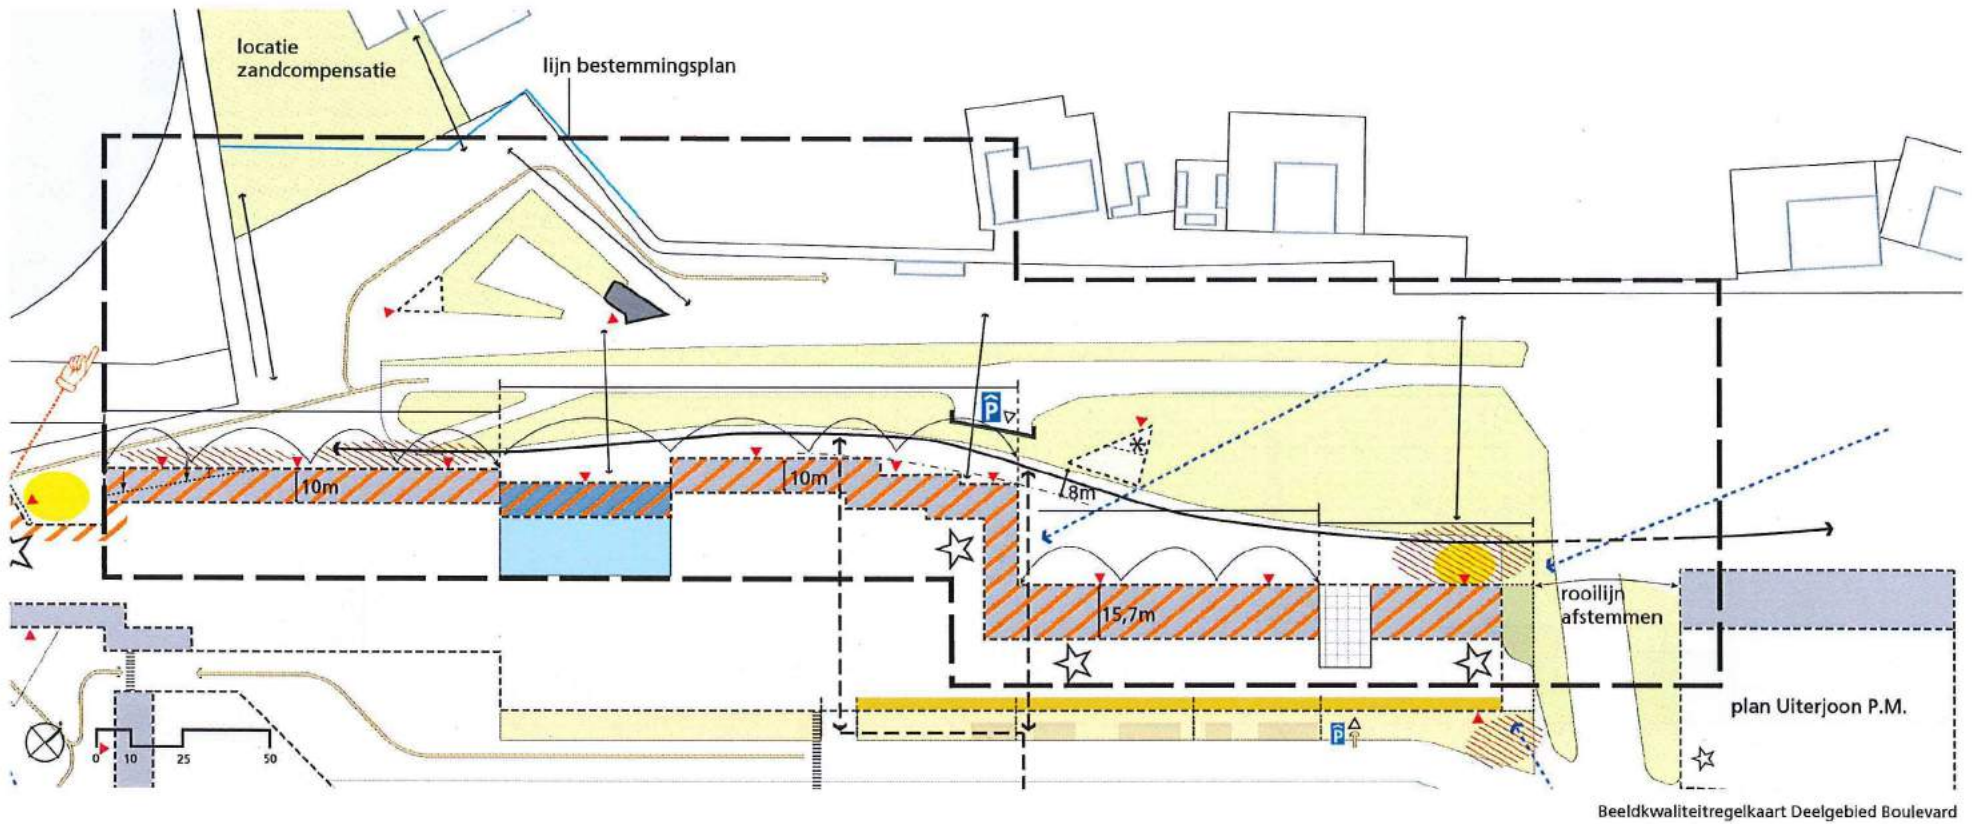 locatie
zandcompensatie
lijn bestemmingsplan
P
10m
10m
8m
15,7m
rooilijn
afstemmen
plan Uiterjoon P.M.
P
0 10 25 50
Beeldkwaliteitregelkaart Deelgebied Boulevard